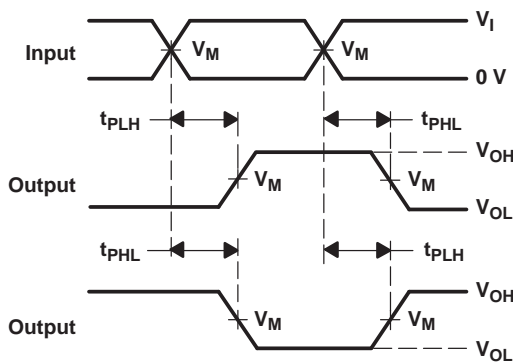 V_I
Input V_M V_M
0 V
t_PLH t_PHL
V_OH
Output V_M V_M
V_OL
t_PHL t_PLH
V_OH
Output V_M V_M
V_OL